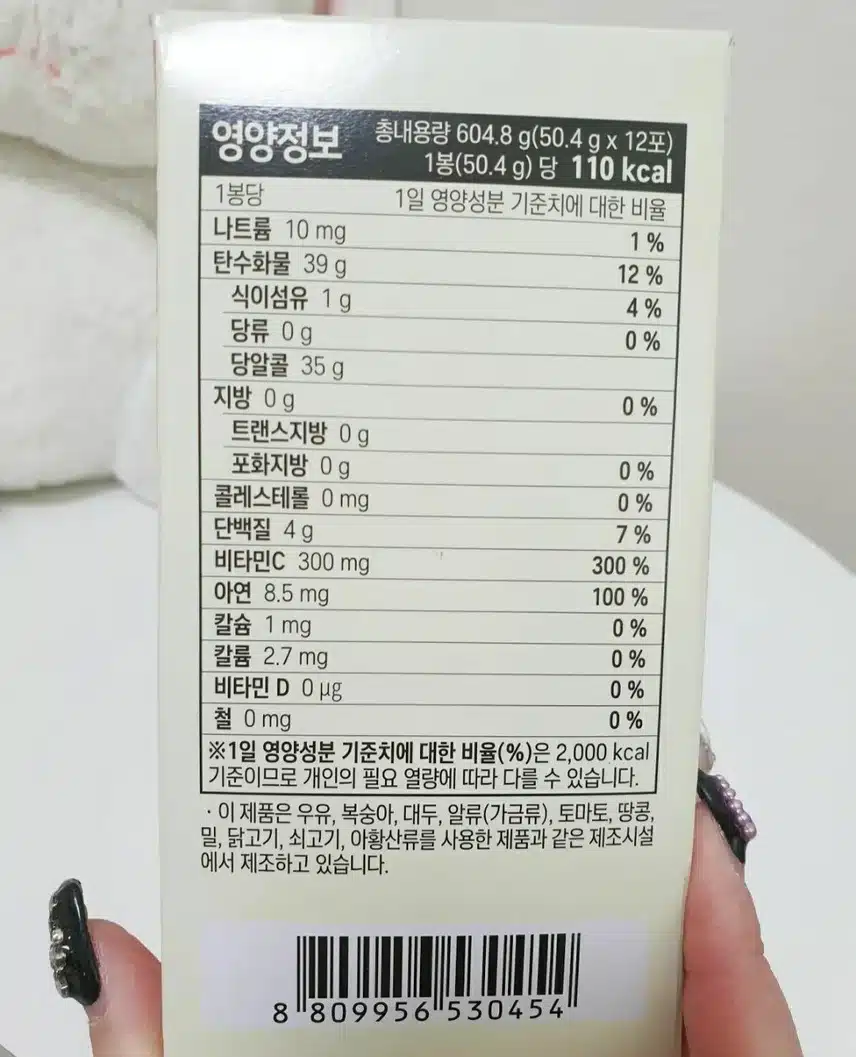 영양정보 총내용량 604.8 g(50.4 g x 12포)
1봉(50.4 g) 당 110 kcal
1봉당 1일 영양성분 기준치에 대한 비율
나트륨 10 mg 1 %
탄수화물 39 g 12 %
식이섬유 1 g 4 %
당류 0 g 0 %
당알콜 35 g
지방 0 g 0 %
트랜스지방 0 g
포화지방 0 g 0 %
콜레스테롤 0 mg 0 %
단백질 4 g 7 %
비타민C 300 mg 300 %
아연 8.5 mg 100 %
칼슘 1 mg 0 %
칼륨 2.7 mg 0 %
비타민 D 0 µg 0 %
철 0 mg 0 %
※1일 영양성분 기준치에 대한 비율(%)은 2,000 kcal
기준이므로 개인의 필요 열량에 따라 다를 수 있습니다.
· 이 제품은 우유, 복숭아, 대두, 알류(가금류), 토마토, 땅콩,
밀, 닭고기, 쇠고기, 아황산류를 사용한 제품과 같은 제조시설
에서 제조하고 있습니다.
8 809956 530454